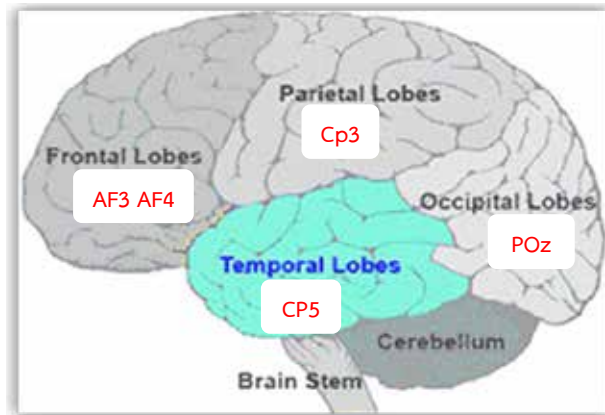 Parietal Lobes
Cp3
Frontal Lobes
AF3 AF4
Occipital Lobes
POz
Temporal Lobes
CP5
Cerebellum
Brain Stem